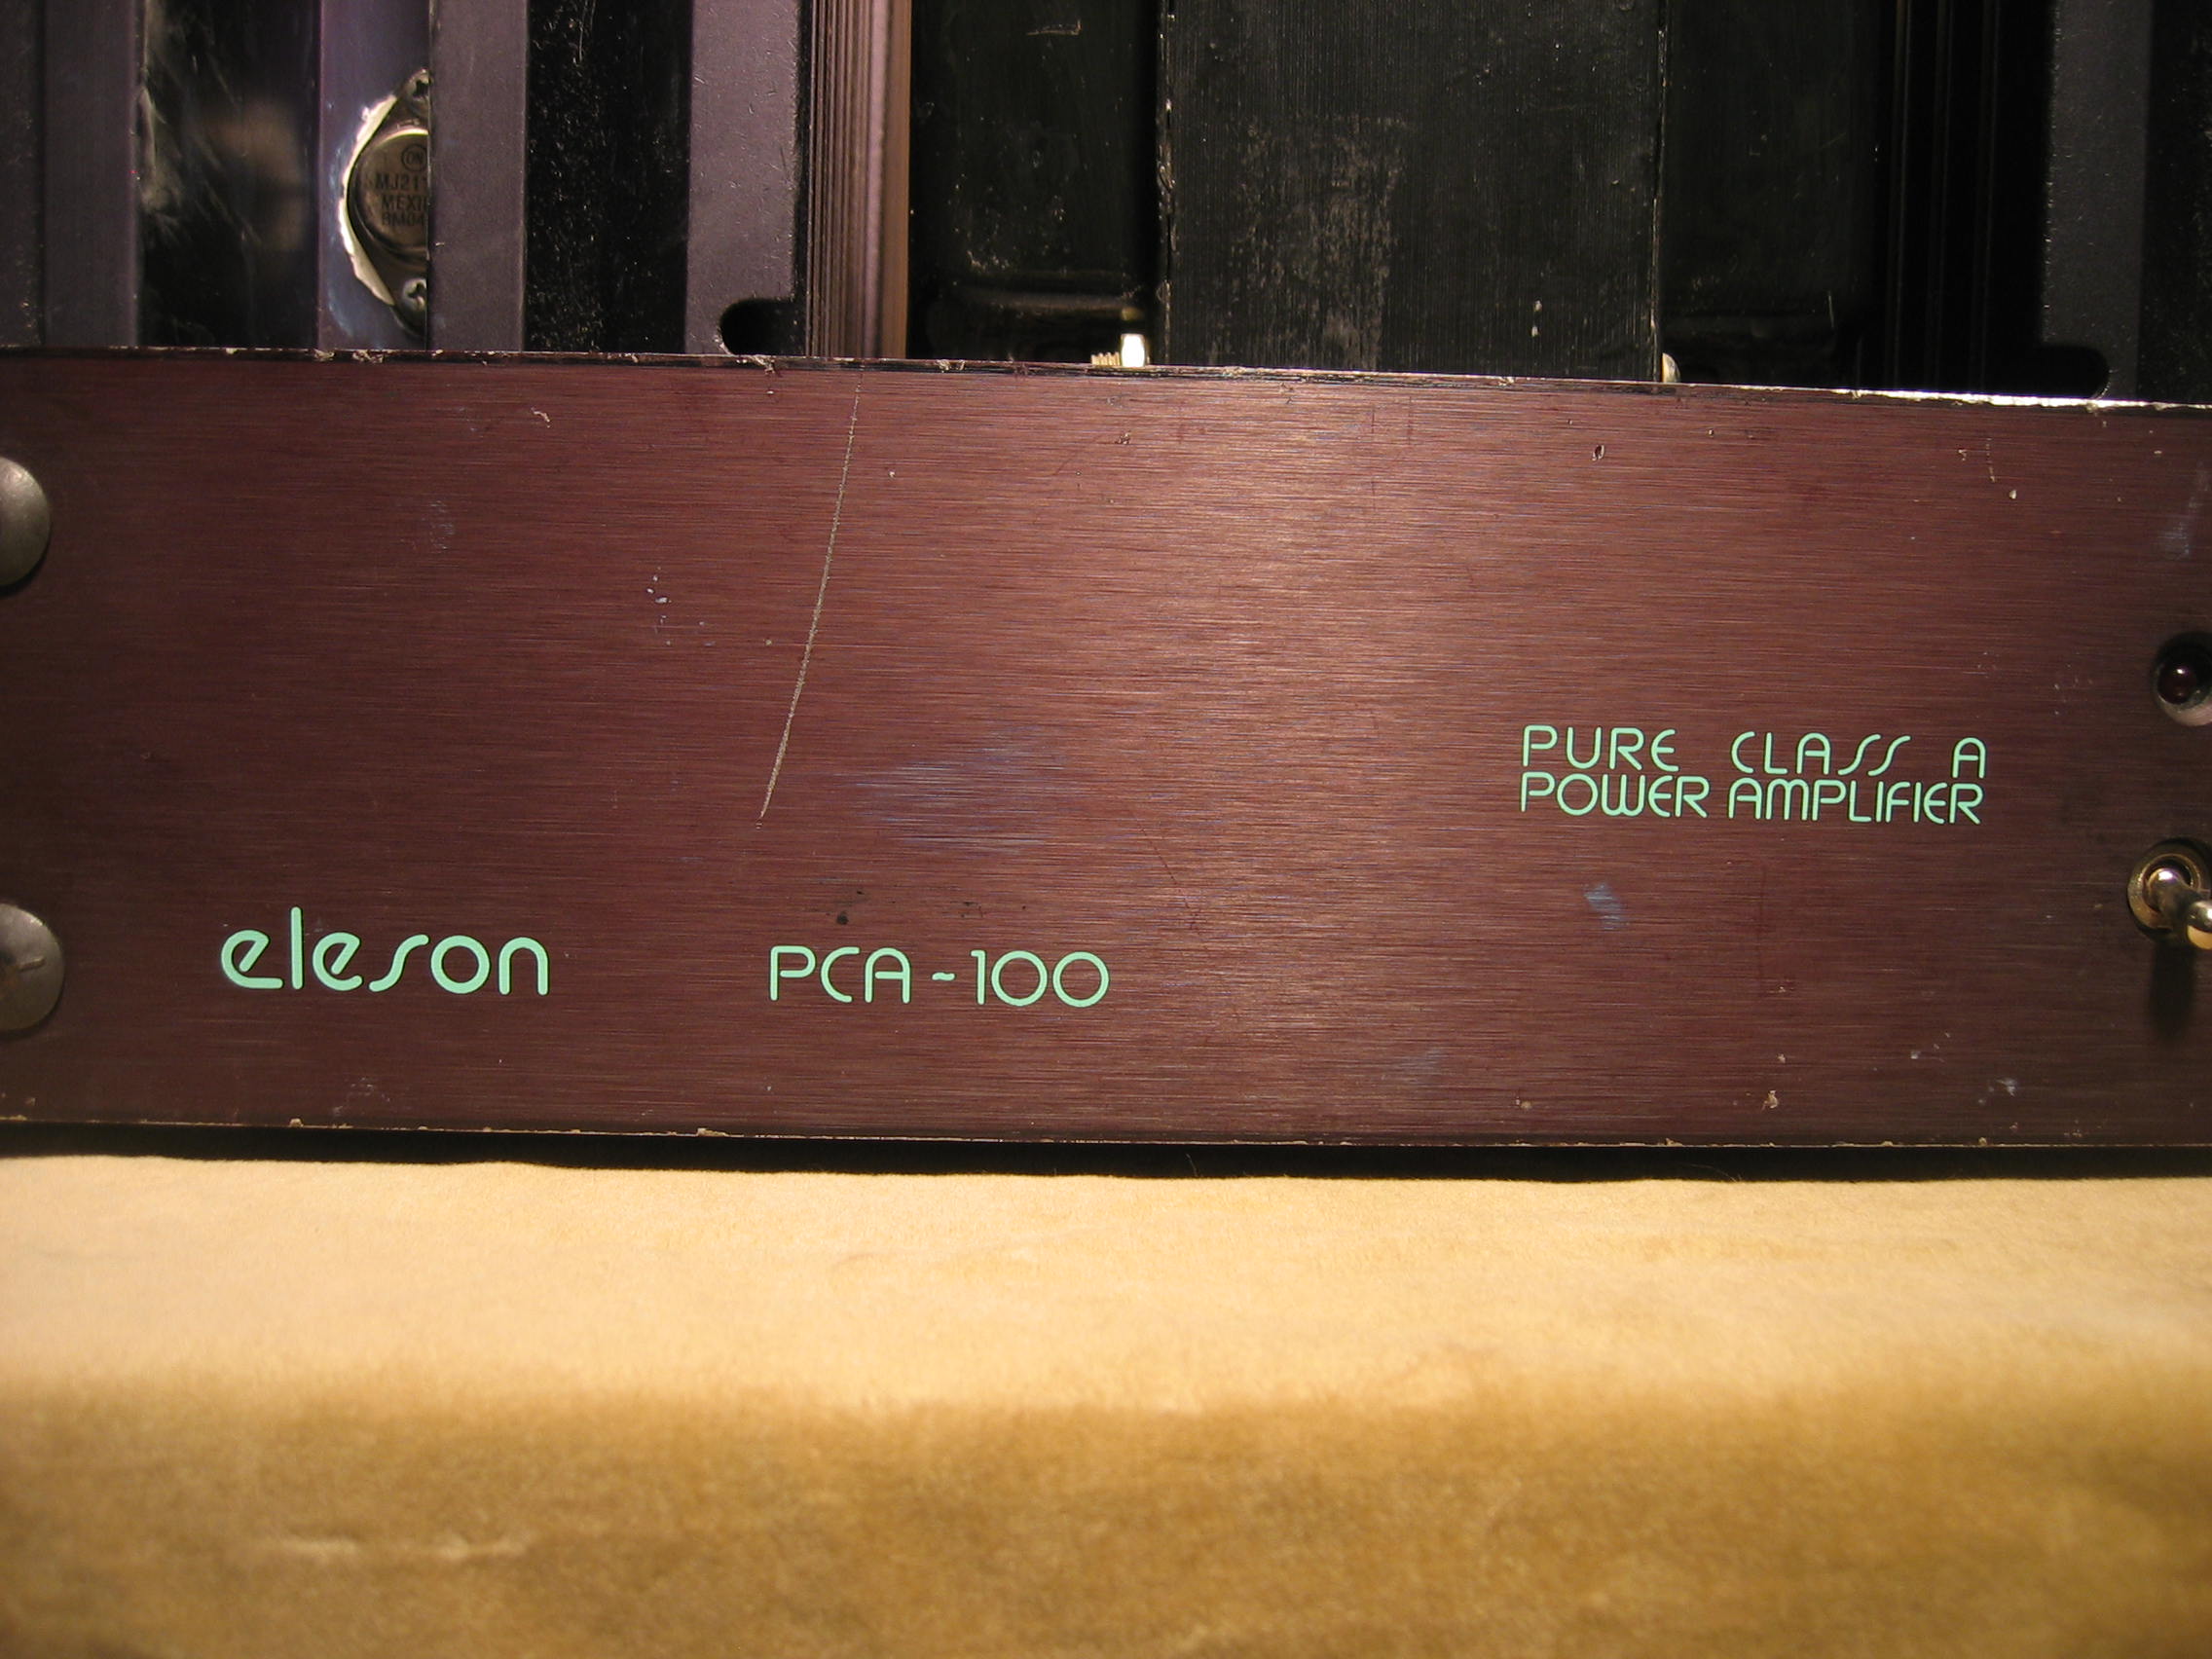 PURE CLASS A
POWER AMPLIFIER
eleson PCA-100